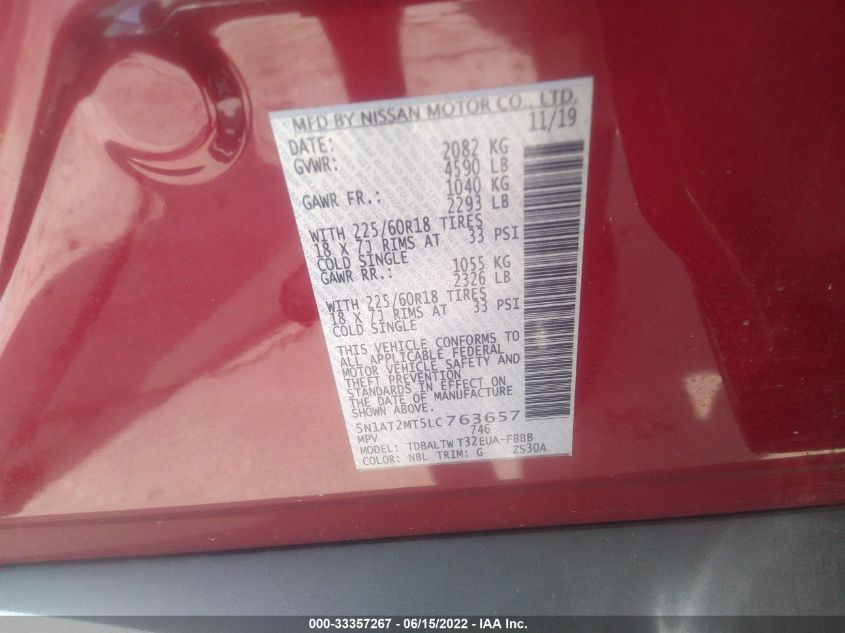 MFD BY NISSAN MOTOR CO., LTD.
DATE: 11/19
GVWR: 2082 KG
4590 LB
GAWR FR.: 1040 KG
2293 LB
WITH 225/60R18 TIRES
18 X 7J RIMS AT 33 PSI
COLD SINGLE
GAWR RR.: 1055 KG
2326 LB
WITH 225/60R18 TIRES
18 X 7J RIMS AT 33 PSI
COLD SINGLE
THIS VEHICLE CONFORMS TO
ALL APPLICABLE FEDERAL
MOTOR VEHICLE SAFETY AND
THEFT PREVENTION
STANDARDS IN EFFECT ON
THE DATE OF MANUFACTURE
SHOWN ABOVE.
5N1AT2MT5LC763657
MPV 746
MODEL: TDBALTW T32EUA-FBBB
COLOR: NBL TRIM: G ZS30A
000-33357267 - 06/15/2022 - IAA Inc.